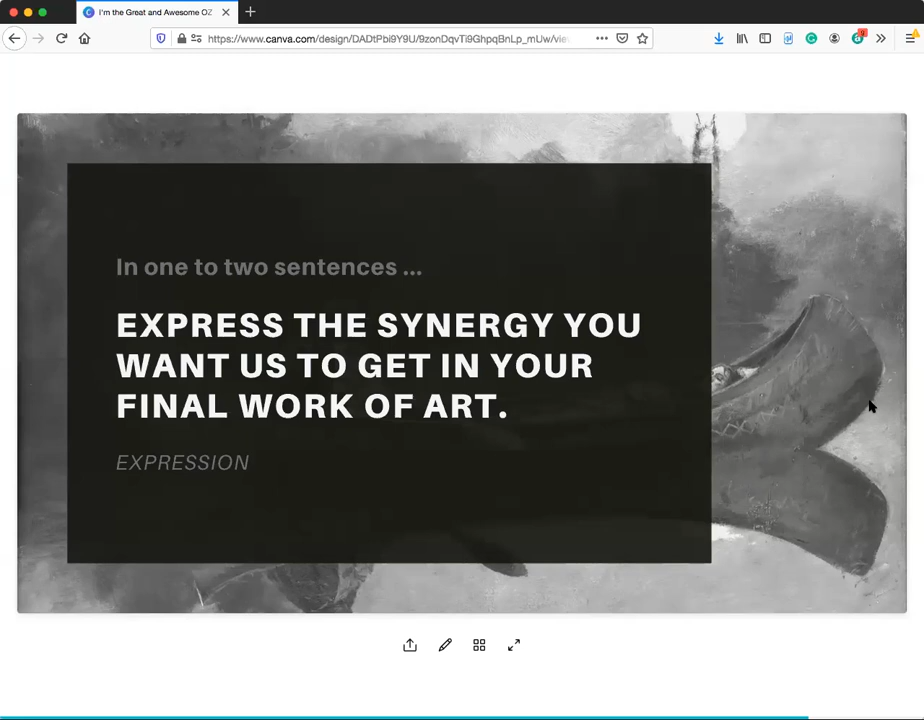 I'm the Great and Awesome OZ
https://www.canva.com/design/DADtPbi9Y9U/9zonDqvTi9GhpqBnLp_mUw/vie
In one to two sentences ...
EXPRESS THE SYNERGY YOU
WANT US TO GET IN YOUR
FINAL WORK OF ART.
EXPRESSION